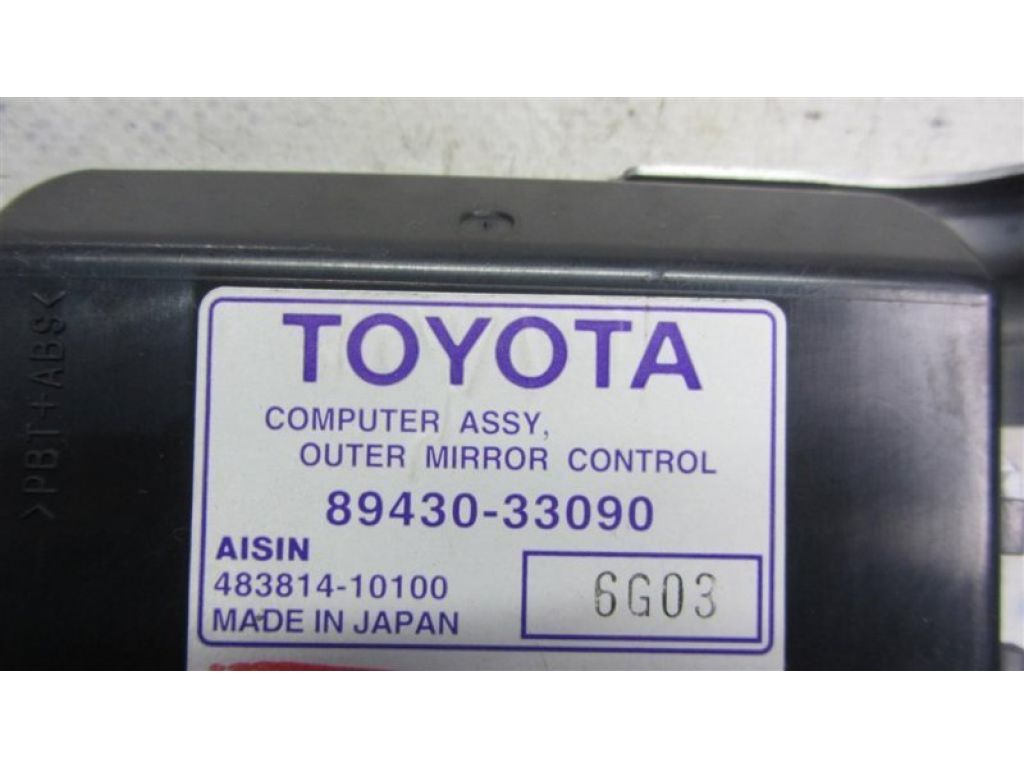 TOYOTA
COMPUTER ASSY,
OUTER MIRROR CONTROL
89430-33090
AISIN
483814-10100
MADE IN JAPAN
6G03
>PBT+ABS<